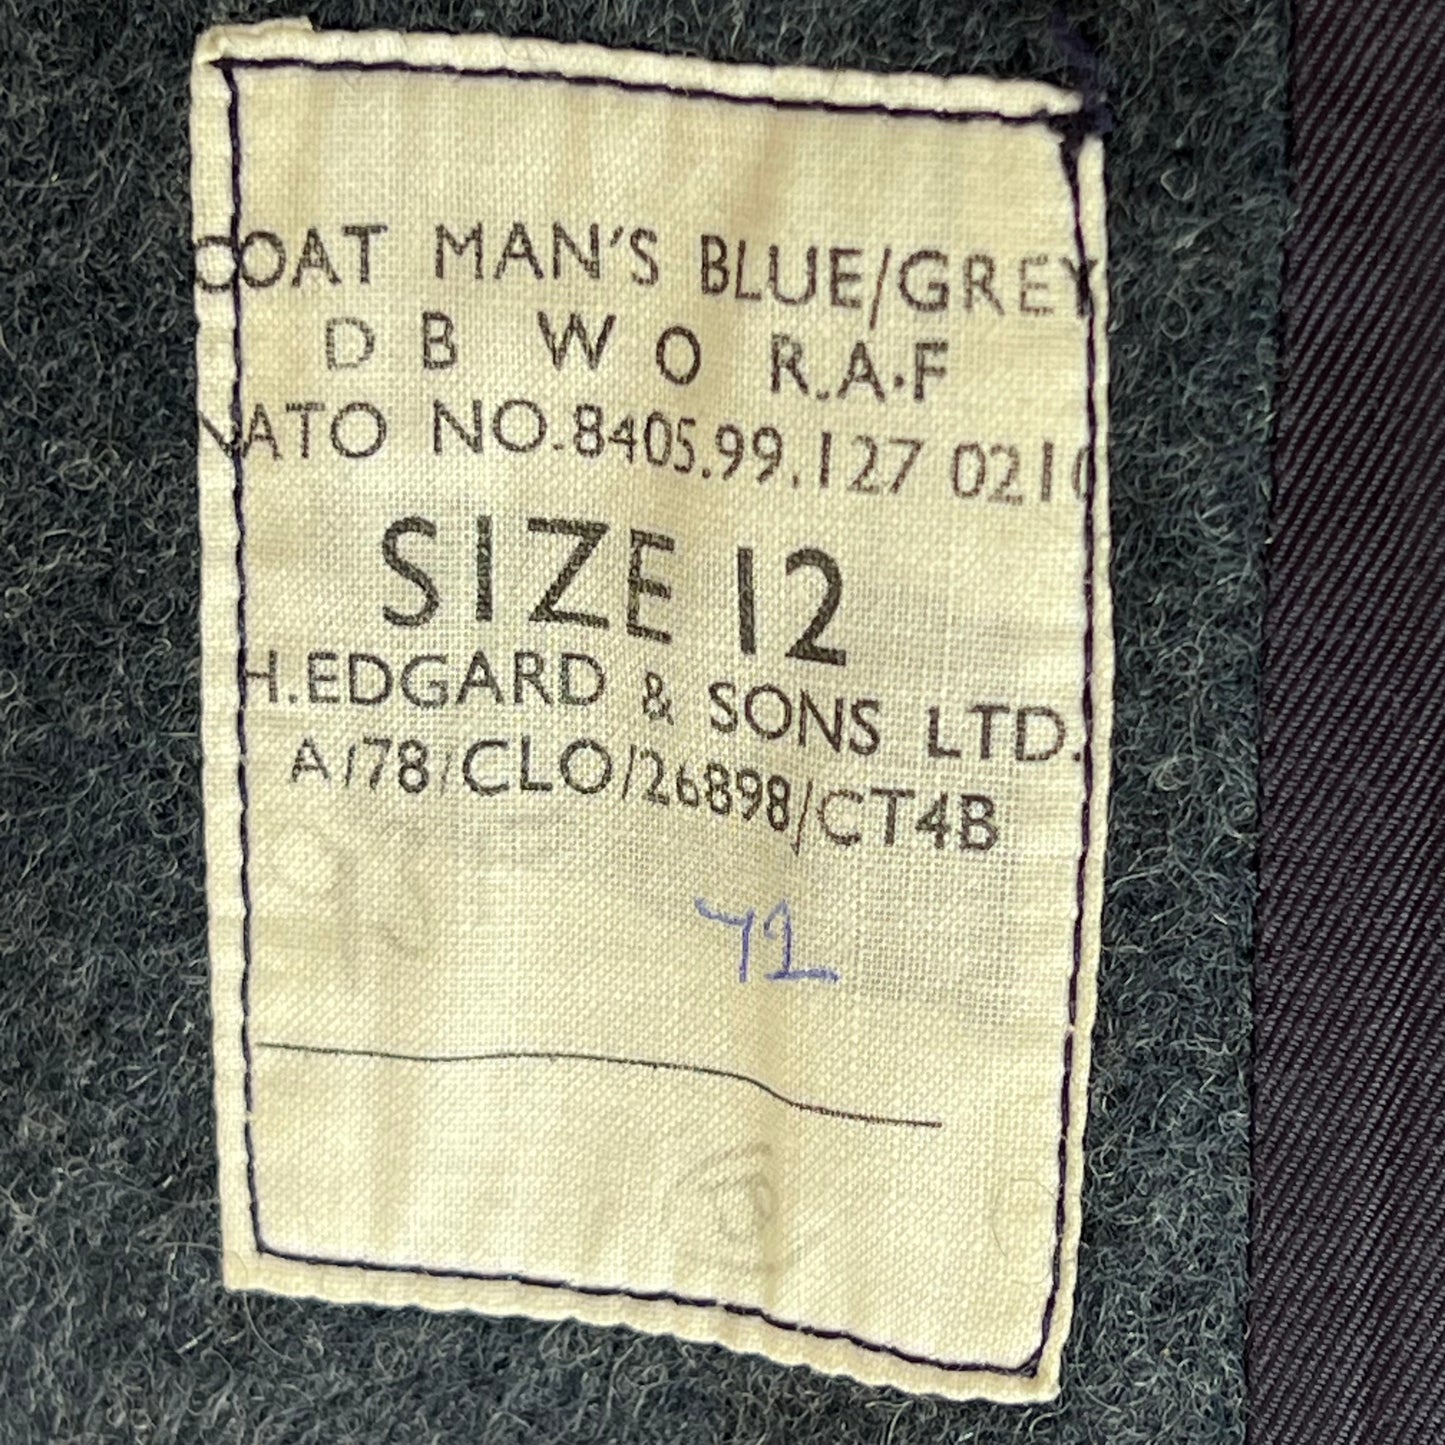 COAT MAN'S BLUE/GREY
D B W O R.A.F
NATO NO.8405.99.127 0210
SIZE 12
H.EDGARD & SONS LTD.
A/78/CLO/26898/CT4B